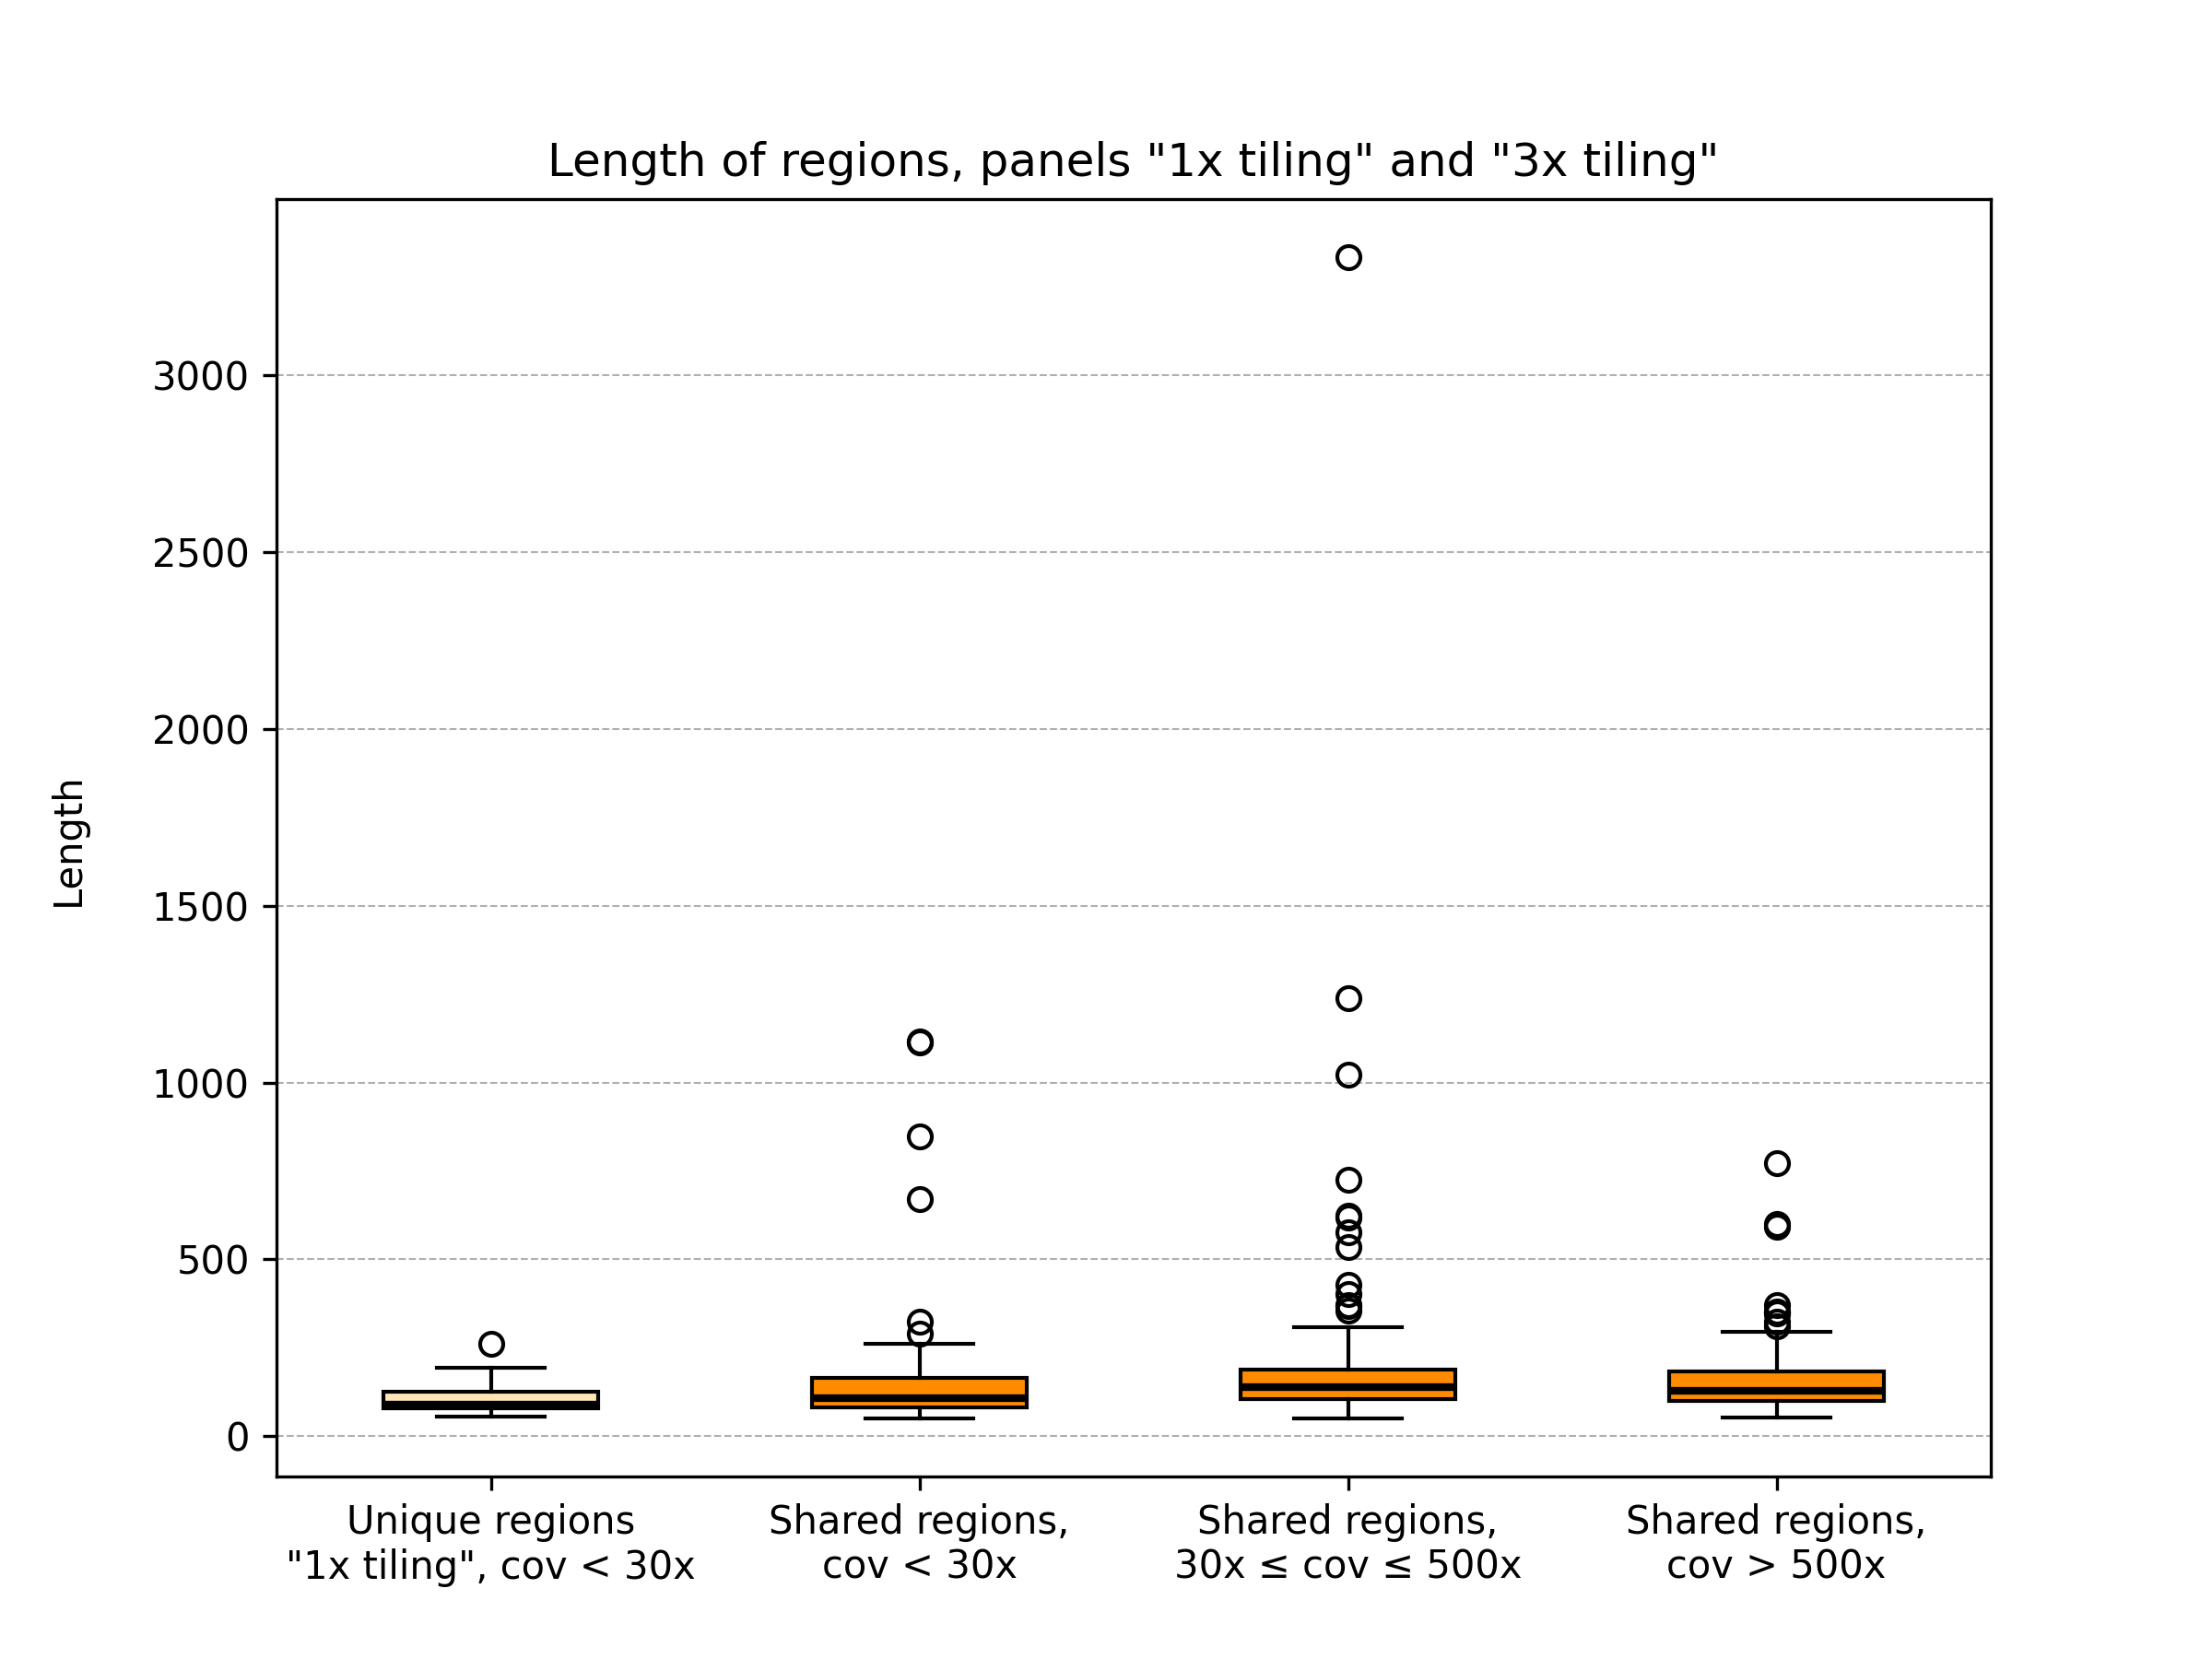 Length of regions, panels "1x tiling" and "3x tiling"
3000
2500
2000
1500
1000
500
0
Length
Unique regions
"1x tiling", cov < 30x
Shared regions,
cov < 30x
Shared regions,
30x ≤ cov ≤ 500x
Shared regions,
cov > 500x